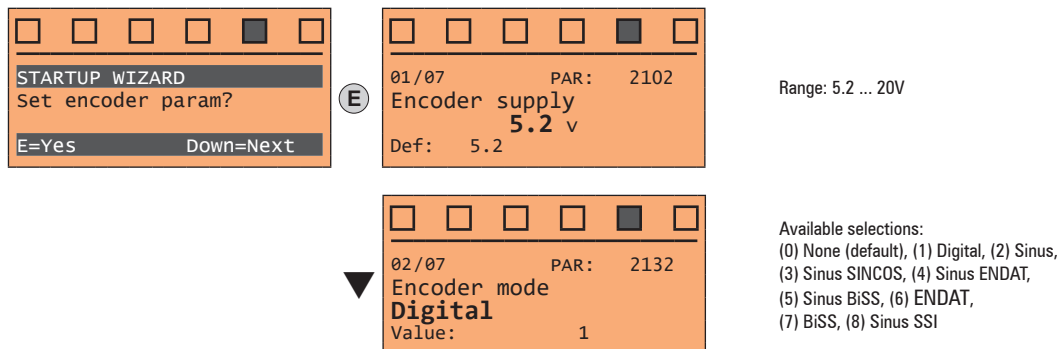 STARTUP WIZARD
Set encoder param?
E=Yes Down=Next
E
01/07 PAR: 2102
Encoder supply
5.2 V
Def: 5.2
Range: 5.2 ... 20V
02/07 PAR: 2132
Encoder mode
Digital
Value: 1
Available selections:
(0) None (default), (1) Digital, (2) Sinus,
(3) Sinus SINCOS, (4) Sinus ENDAT,
(5) Sinus BiSS, (6) ENDAT,
(7) BiSS, (8) Sinus SSI